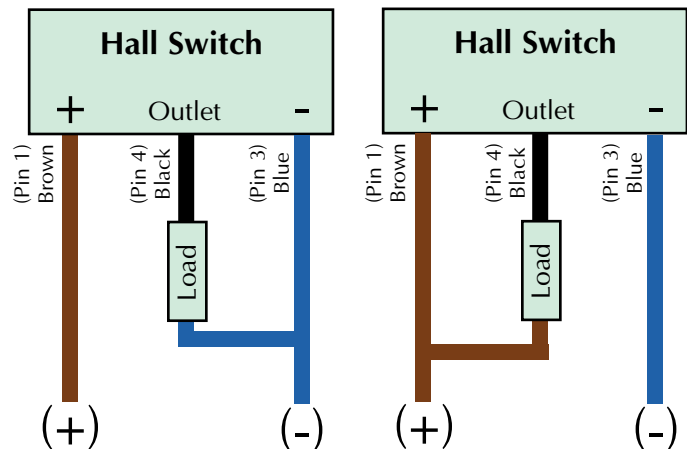 Hall Switch
+ Outlet -
(Pin 1)
Brown
(Pin 4)
Black
(Pin 3)
Blue
Load
(+)
(-)
Hall Switch
+ Outlet -
(Pin 1)
Brown
(Pin 4)
Black
(Pin 3)
Blue
Load
(+)
(-)